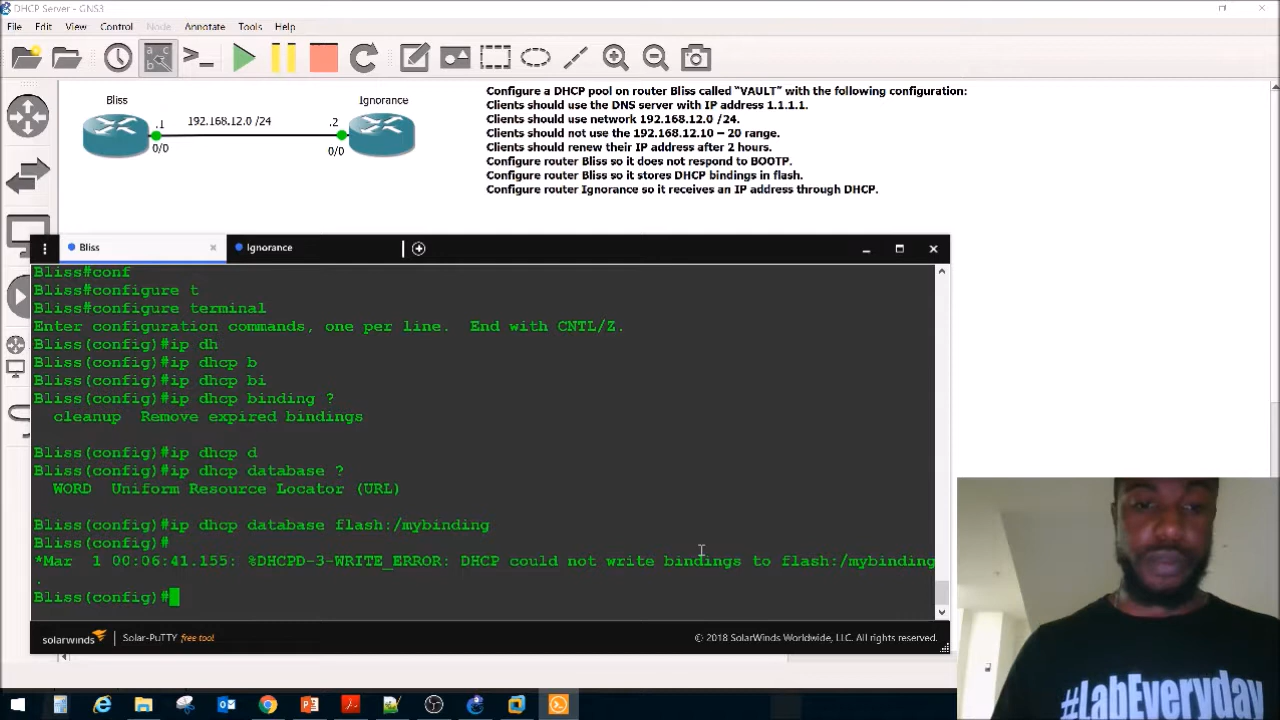 DHCP Server - GNS3
File Edit View Control Node Annotate Tools Help
Bliss
Ignorance
.1
192.168.12.0 /24
.2
0/0
0/0
Configure a DHCP pool on router Bliss called "VAULT" with the following configuration:
Clients should use the DNS server with IP address 1.1.1.1.
Clients should use network 192.168.12.0 /24.
Clients should not use the 192.168.12.10 – 20 range.
Clients should renew their IP address after 2 hours.
Configure router Bliss so it does not respond to BOOTP.
Configure router Bliss so it stores DHCP bindings in flash.
Configure router Ignorance so it receives an IP address through DHCP.
Bliss
Ignorance
Bliss#conf
Bliss#configure t
Bliss#configure terminal
Enter configuration commands, one per line.  End with CNTL/Z.
Bliss(config)#ip dh
Bliss(config)#ip dhcp b
Bliss(config)#ip dhcp bi
Bliss(config)#ip dhcp binding ?
cleanup  Remove expired bindings
Bliss(config)#ip dhcp d
Bliss(config)#ip dhcp database ?
WORD  Uniform Resource Locator (URL)
Bliss(config)#ip dhcp database flash:/mybinding
Bliss(config)#
*Mar  1 00:06:41.155: %DHCPD-3-WRITE_ERROR: DHCP could not write bindings to flash:/mybinding
.
Bliss(config)#
solarwinds Solar-PuTTY free tool
© 2018 SolarWinds Worldwide, LLC. All rights reserved.
#LabEveryday